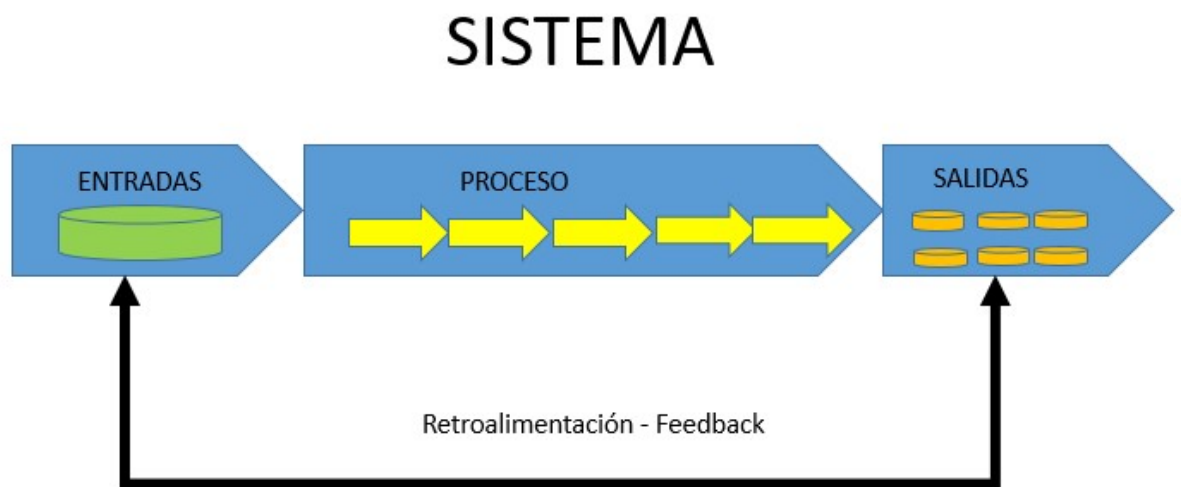 SISTEMA
ENTRADAS
PROCESO
SALIDAS
Retroalimentación - Feedback